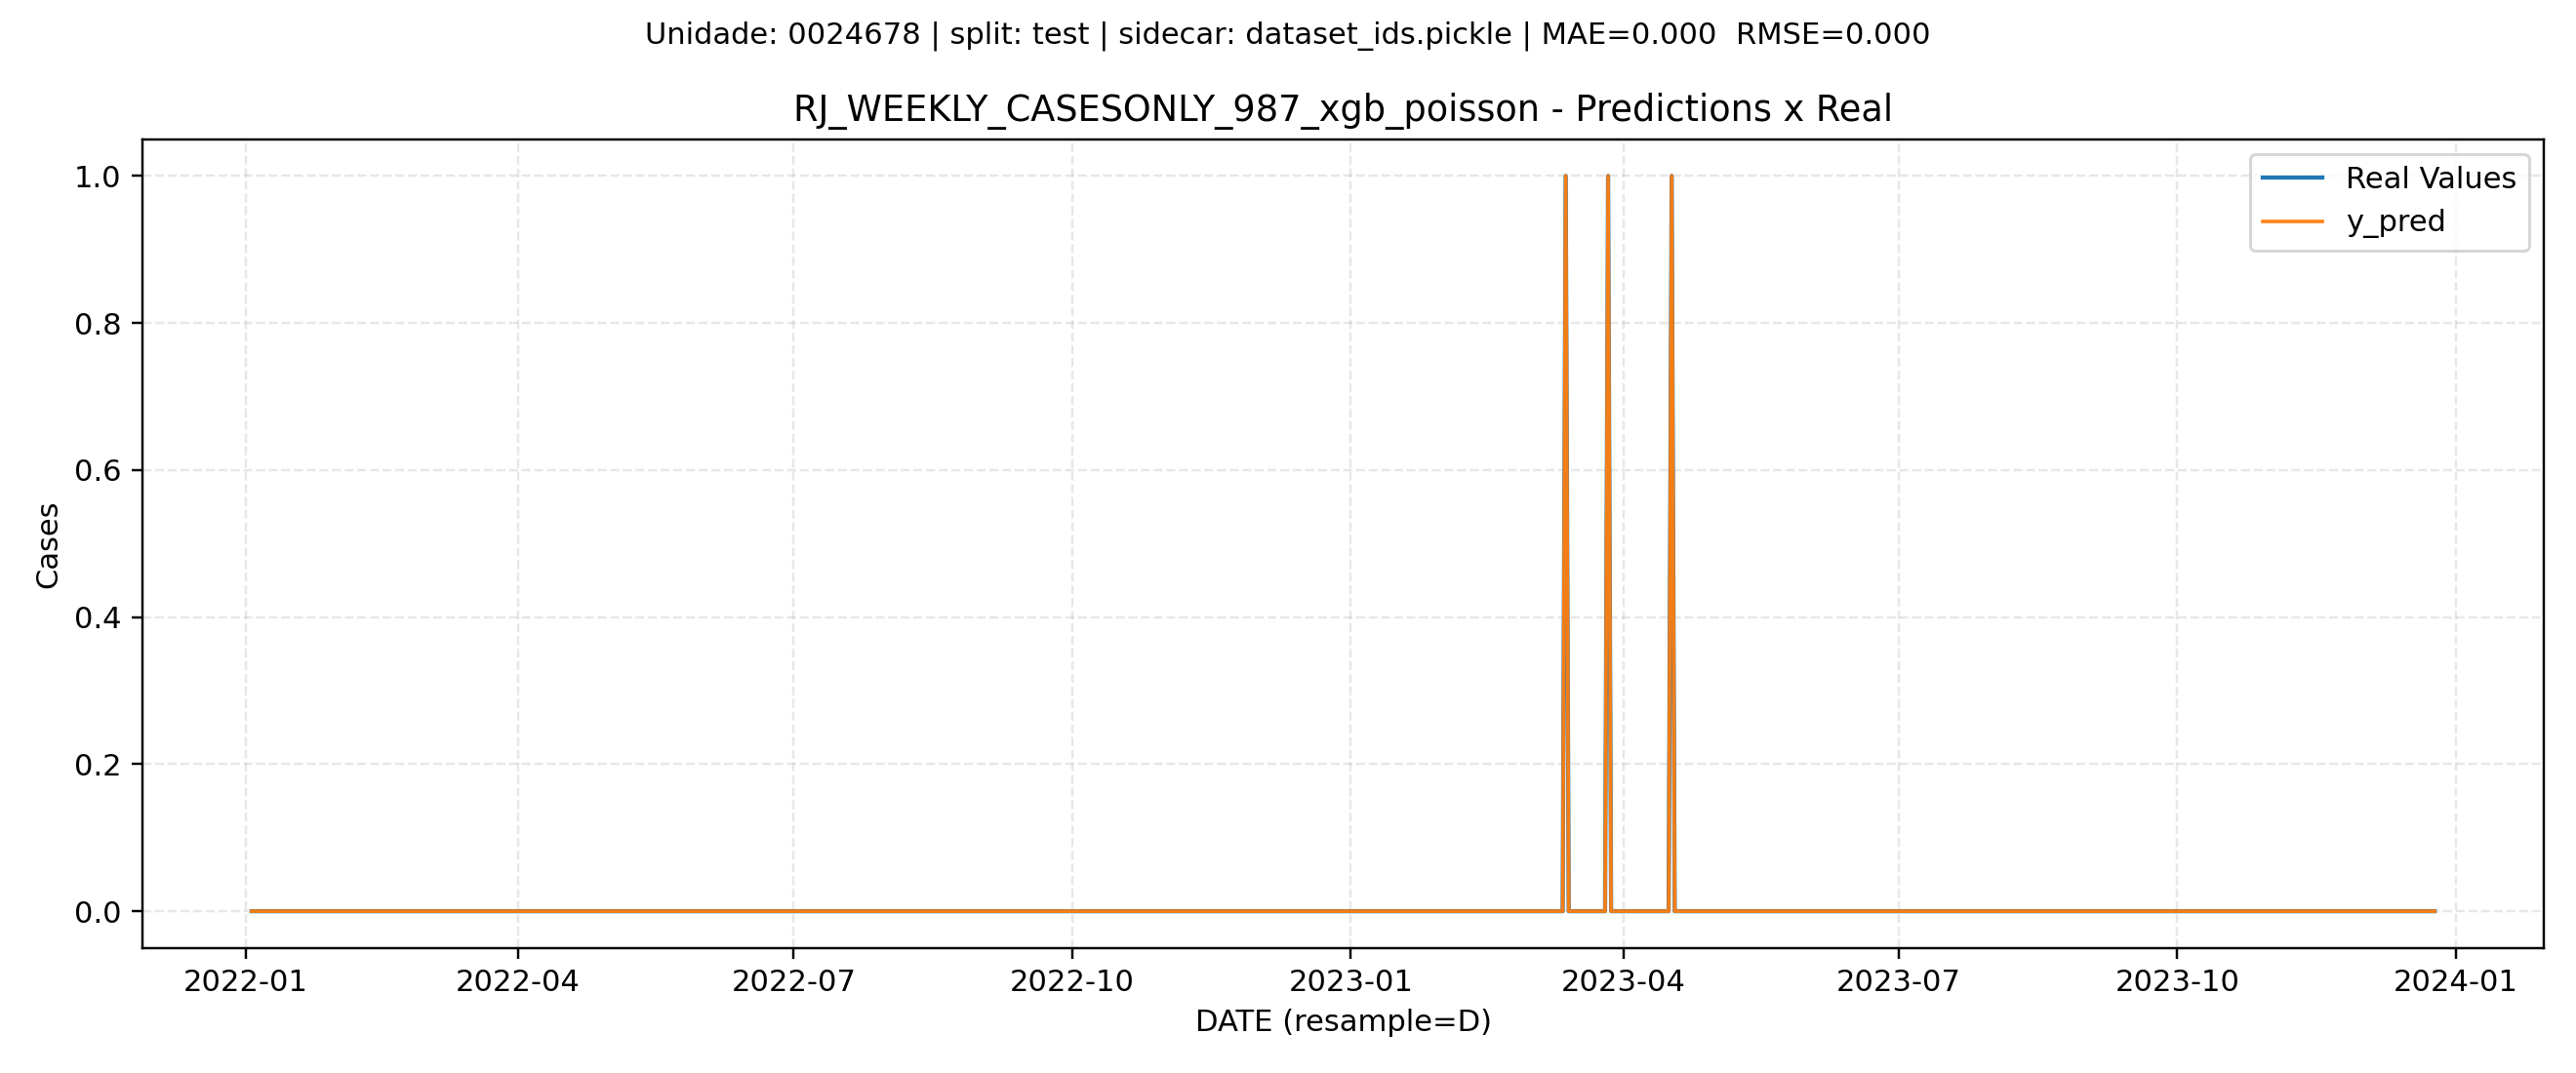 Unidade: 0024678 | split: test | sidecar: dataset_ids.pickle | MAE=0.000  RMSE=0.000
RJ_WEEKLY_CASESONLY_987_xgb_poisson - Predictions x Real
Real Values
y_pred
1.0
0.8
0.6
0.4
0.2
0.0
Cases
2022-01
2022-04
2022-07
2022-10
2023-01
2023-04
2023-07
2023-10
2024-01
DATE (resample=D)